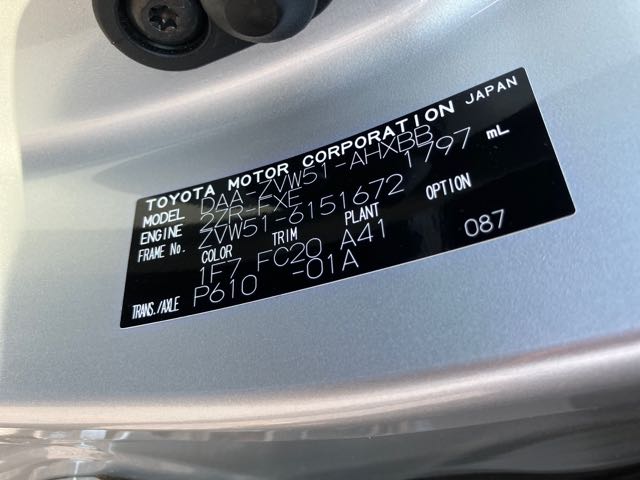 TOYOTA MOTOR CORPORATION JAPAN
MODEL DAA-ZVW51-AHXBB
ENGINE 2ZR-FXE 1797 mL
FRAME No. ZVW51-6151672
COLOR TRIM PLANT OPTION
1F7 FC20 A41 087
TRANS./AXLE P610 -01A